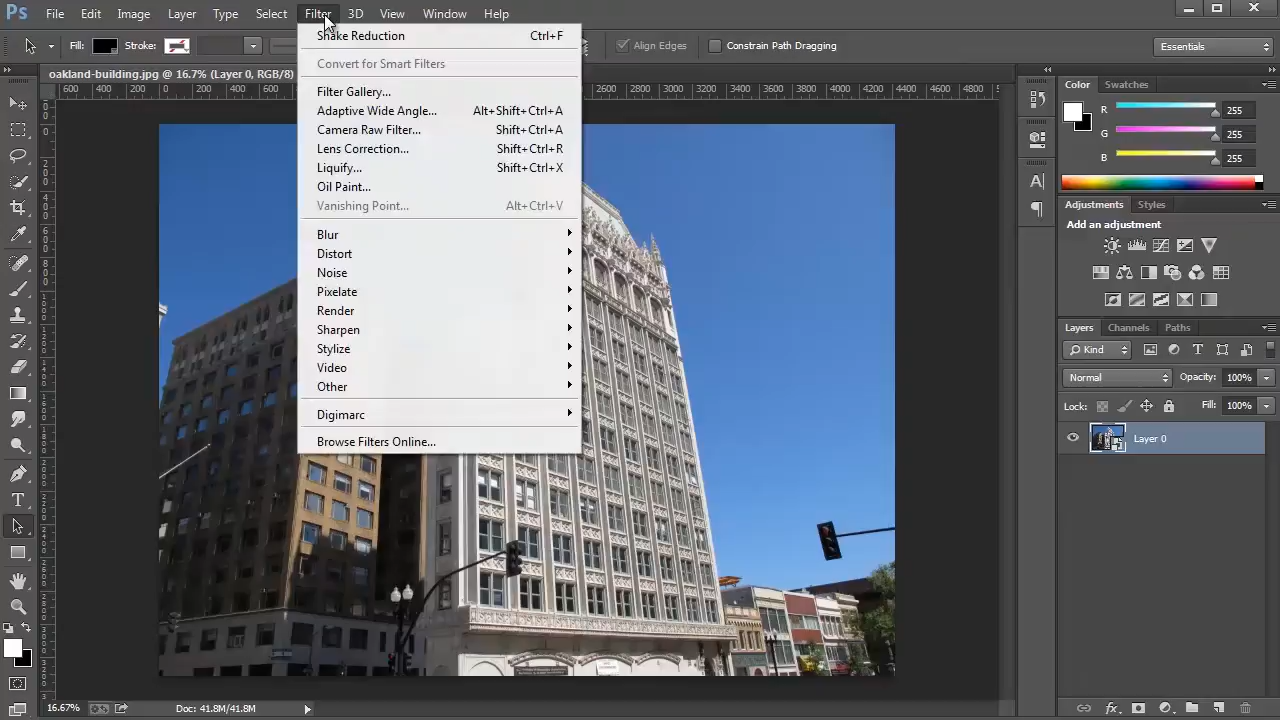 Ps File Edit Image Layer Type Select Filter 3D View Window Help
Fill: Stroke: Align Edges Constrain Path Dragging Essentials
oakland-building.jpg @ 16.7% (Layer 0, RGB/8)
600 400 200 0 200 400 600 800 2600 2800 3000 3200 3400 3600 3800 4000 4200 4400 4600 4800
Shake Reduction Ctrl+F
Convert for Smart Filters
Filter Gallery...
Adaptive Wide Angle... Alt+Shift+Ctrl+A
Camera Raw Filter... Shift+Ctrl+A
Lens Correction... Shift+Ctrl+R
Liquify... Shift+Ctrl+X
Oil Paint...
Vanishing Point... Alt+Ctrl+V
Blur
Distort
Noise
Pixelate
Render
Sharpen
Stylize
Video
Other
Digimarc
Browse Filters Online...
Color Swatches
R 255
G 255
B 255
Adjustments Styles
Add an adjustment
Layers Channels Paths
Kind
Normal Opacity: 100%
Lock: Fill: 100%
Layer 0
16.67% Doc: 41.8M/41.8M